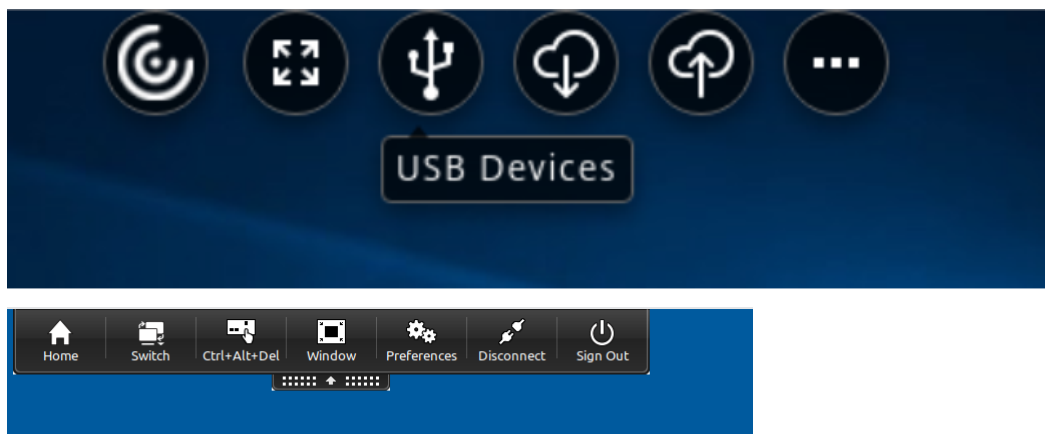 USB Devices
Home Switch Ctrl+Alt+Del Window Preferences Disconnect Sign Out